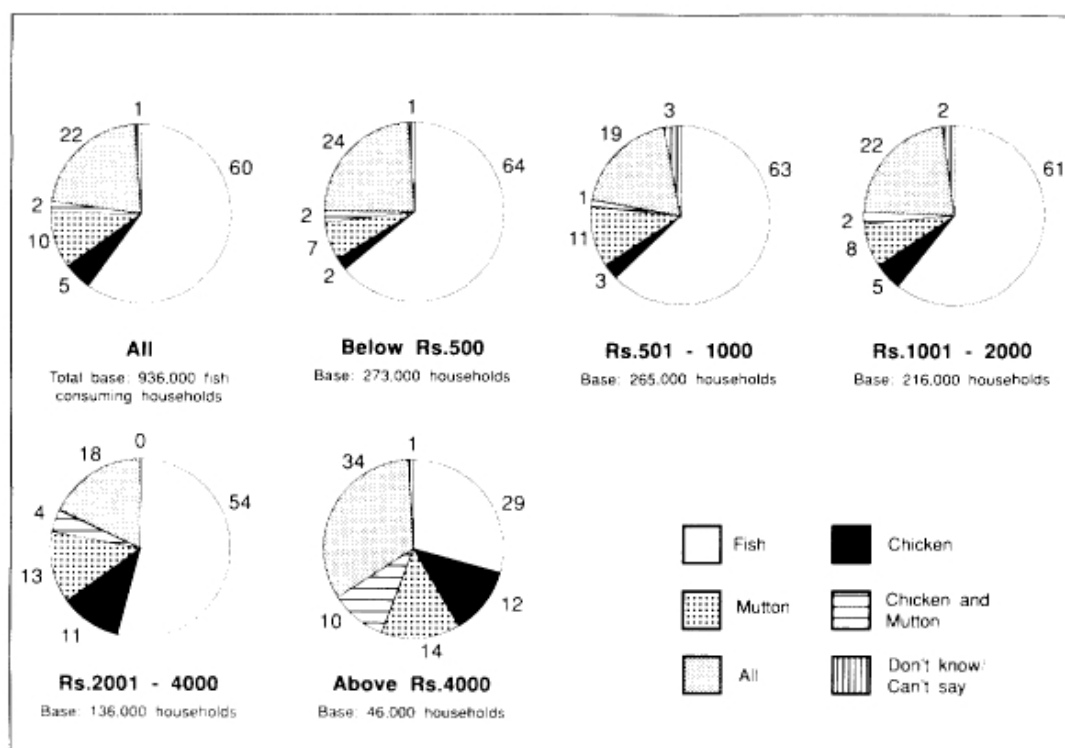 1
22
60
2
10
5
All
Total base: 936.000 fish
consuming households
1
24
64
2
7
2
Below Rs.500
Base: 273.000 households
3
19
63
1
11
3
Rs.501 - 1000
Base: 265.000 households
2
22
61
2
8
5
Rs.1001 - 2000
Base: 216.000 households
0
18
54
4
13
11
Rs.2001 - 4000
Base: 136.000 households
1
34
29
10
12
14
Above Rs.4000
Base: 46.000 households
Fish
Chicken
Mutton
Chicken and
Mutton
All
Don't know/
Can't say